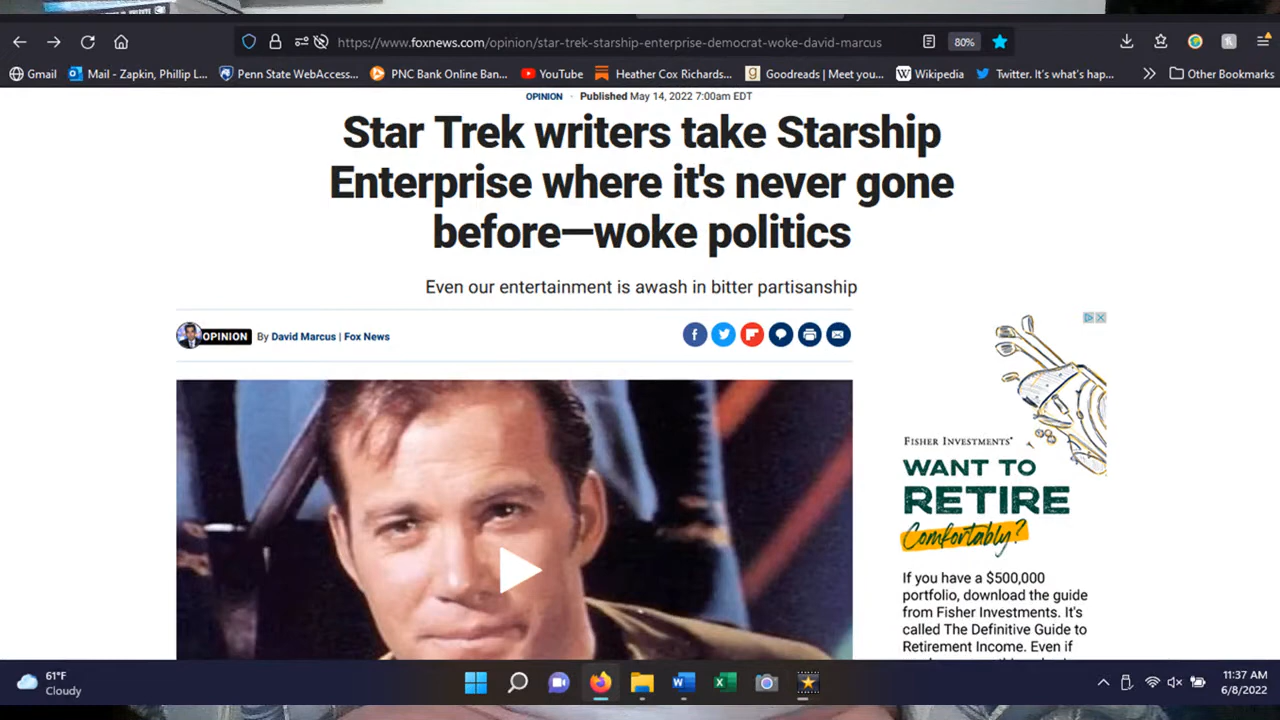 https://www.foxnews.com/opinion/star-trek-starship-enterprise-democrat-woke-david-marcus
80%
Gmail
Mail - Zapkin, Phillip L...
Penn State WebAccess...
PNC Bank Online Ban...
YouTube
Heather Cox Richards...
Goodreads | Meet you...
Wikipedia
Twitter. It's what's hap...
Other Bookmarks
OPINION · Published May 14, 2022 7:00am EDT
Star Trek writers take Starship
Enterprise where it's never gone
before—woke politics
Even our entertainment is awash in bitter partisanship
OPINION By David Marcus | Fox News
FISHER INVESTMENTS®
WANT TO
RETIRE
Comfortably?
If you have a $500,000
portfolio, download the guide
from Fisher Investments. It's
called The Definitive Guide to
Retirement Income. Even if
61°F
Cloudy
11:37 AM
6/8/2022